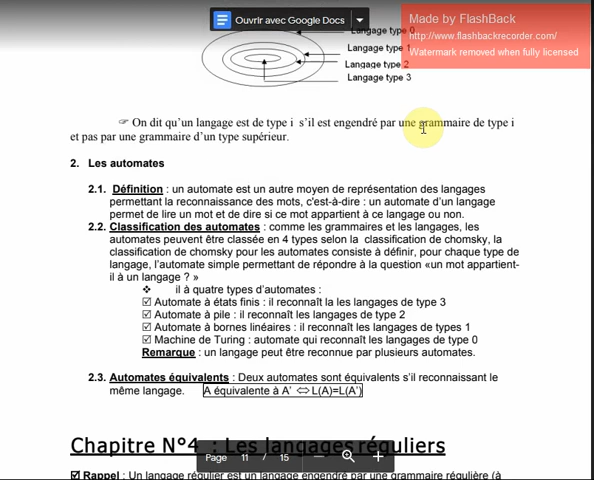 Ouvrir avec Google Docs
Made by FlashBack
http://www.flashbackrecorder.com/
Watermark removed when fully licensed
Langage type 0
Langage type 1
Langage type 2
Langage type 3
☞ On dit qu'un langage est de type i s'il est engendré par une grammaire de type i
et pas par une grammaire d'un type supérieur.
2. Les automates
2.1. Définition : un automate est un autre moyen de représentation des langages
permettant la reconnaissance des mots, c'est-à-dire : un automate d'un langage
permet de lire un mot et de dire si ce mot appartient à ce langage ou non.
2.2. Classification des automates : comme les grammaires et les langages, les
automates peuvent être classée en 4 types selon la classification de chomsky, la
classification de chomsky pour les automates consiste à définir, pour chaque type de
langage, l'automate simple permettant de répondre à la question «un mot appartient-
il à un langage ? »
❖ il à quatre types d'automates :
☑ Automate à états finis : il reconnaît la les langages de type 3
☑ Automate à pile : il reconnaît les langages de type 2
☑ Automate à bornes linéaires : il reconnaît les langages de types 1
☑ Machine de Turing : automate qui reconnaît les langages de type 0
Remarque : un langage peut être reconnue par plusieurs automates.
2.3. Automates équivalents : Deux automates sont équivalents s'il reconnaissant le
même langage. A équivalente à A' ⇔ L(A)=L(A')
Chapitre N°4 : Les langages réguliers
Page 11 / 15
☑ Rappel : Un langage régulier est un langage engendré par une grammaire régulière (à